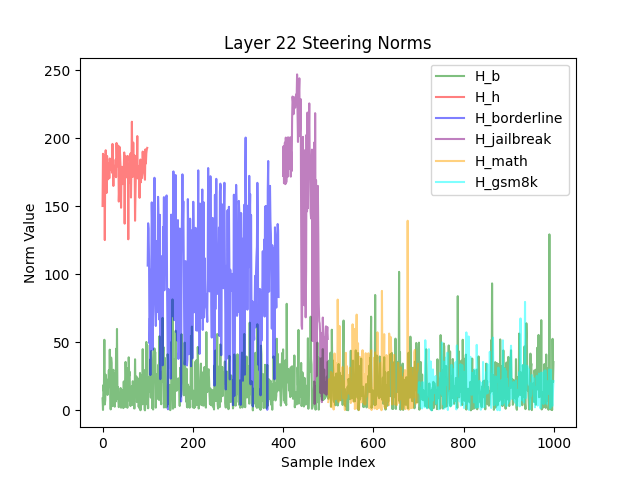 Layer 22 Steering Norms
250
200
150
100
50
0
Norm Value
0
200
400
600
800
1000
Sample Index
H_b
H_h
H_borderline
H_jailbreak
H_math
H_gsm8k